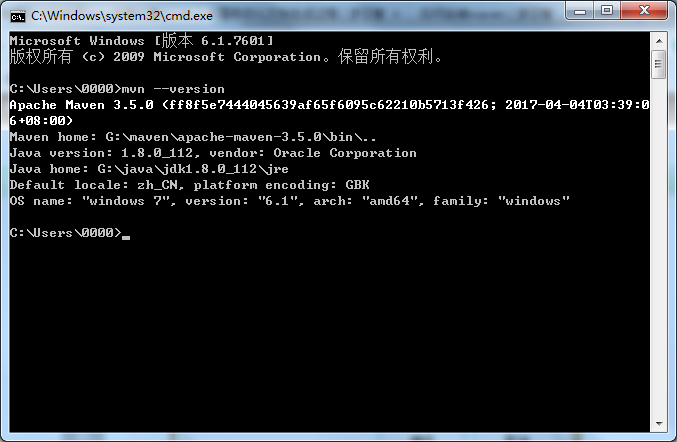 C:\Windows\system32\cmd.exe
Microsoft Windows [版本 6.1.7601]
版权所有 (c) 2009 Microsoft Corporation。保留所有权利。
C:\Users\0000>mvn --version
Apache Maven 3.5.0 (ff8f5e7444045639af65f6095c62210b5713f426; 2017-04-04T03:39:0
6+08:00)
Maven home: G:\maven\apache-maven-3.5.0\bin\..
Java version: 1.8.0_112, vendor: Oracle Corporation
Java home: G:\java\jdk1.8.0_112\jre
Default locale: zh_CN, platform encoding: GBK
OS name: "windows 7", version: "6.1", arch: "amd64", family: "windows"
C:\Users\0000>